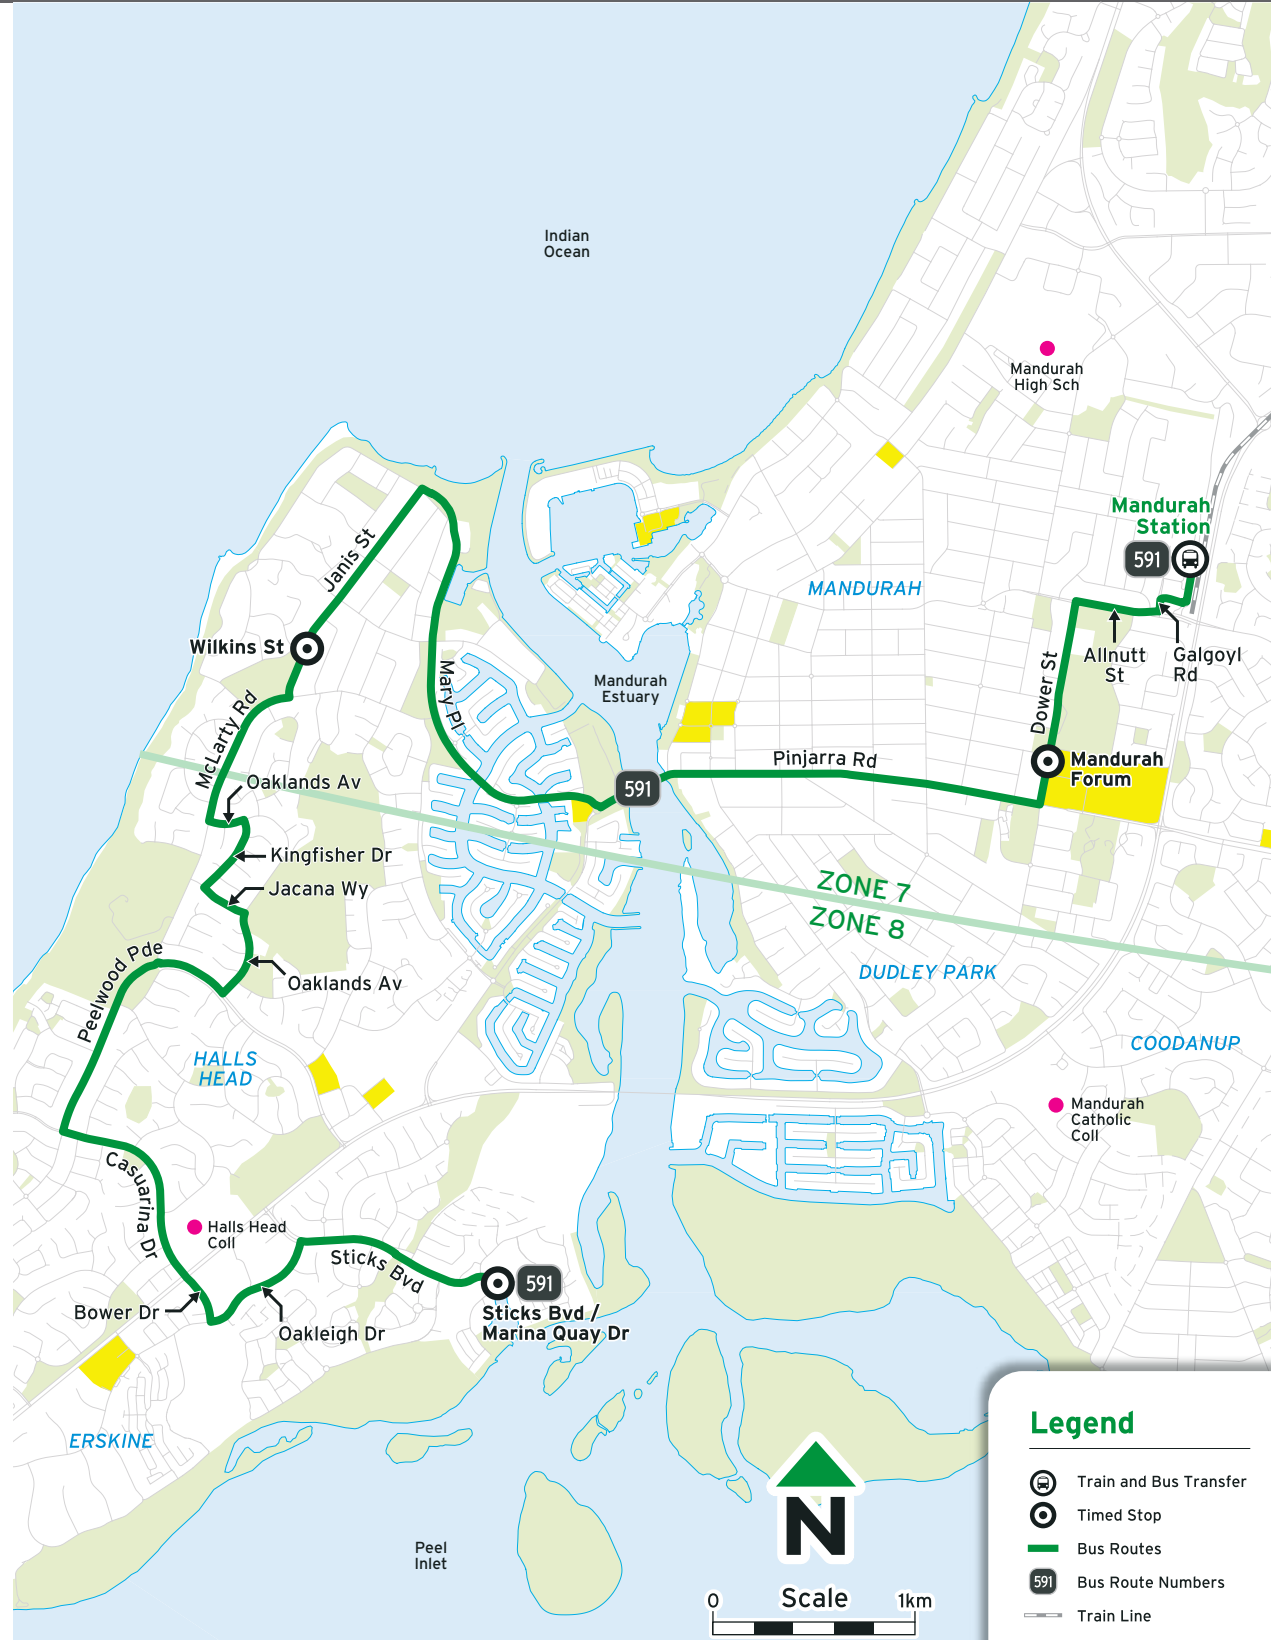 Indian
Ocean
Mandurah
High Sch
Mandurah
Station
591
Janis St
MANDURAH
Wilkins St
Allnutt
St
Galgoyl
Rd
Mandurah
Estuary
Mary Pl
Dower St
McLarty Rd
Pinjarra Rd
Mandurah
Forum
591
Oaklands Av
Kingfisher Dr
Jacana Wy
ZONE 7
ZONE 8
Peelwood Pde
Oaklands Av
DUDLEY PARK
COODANUP
HALLS
HEAD
Mandurah
Catholic
Coll
Casuarina Dr
Halls Head
Coll
Sticks Bvd
591
Bower Dr
Oakleigh Dr
Sticks Bvd /
Marina Quay Dr
ERSKINE
Peel
Inlet
N
Scale
0
1km
Legend
Train and Bus Transfer
Timed Stop
Bus Routes
591
Bus Route Numbers
Train Line